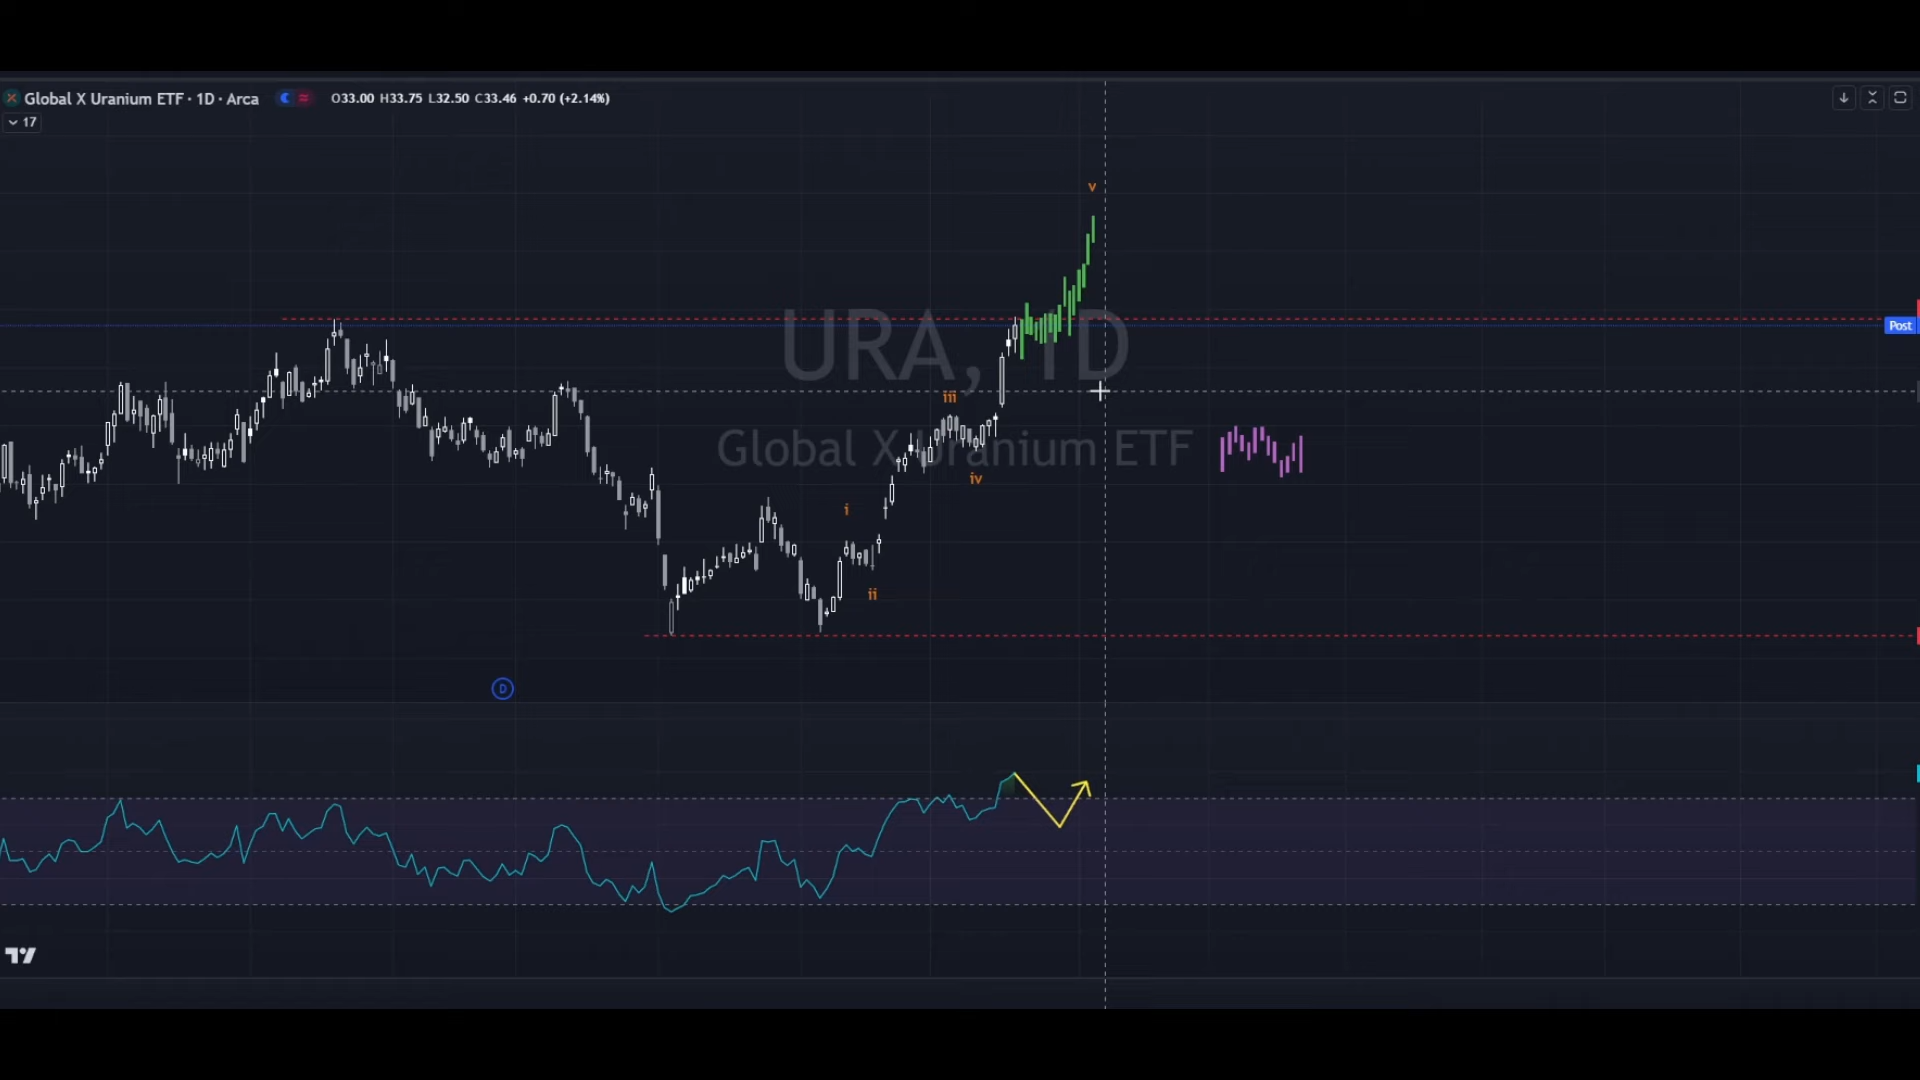 Global X Uranium ETF · 1D · Arca O33.00 H33.75 L32.50 C33.46 +0.70 (+2.14%)
17
v
URA, 1D
Post
iii
Global X Uranium ETF
iv
i
ii
D